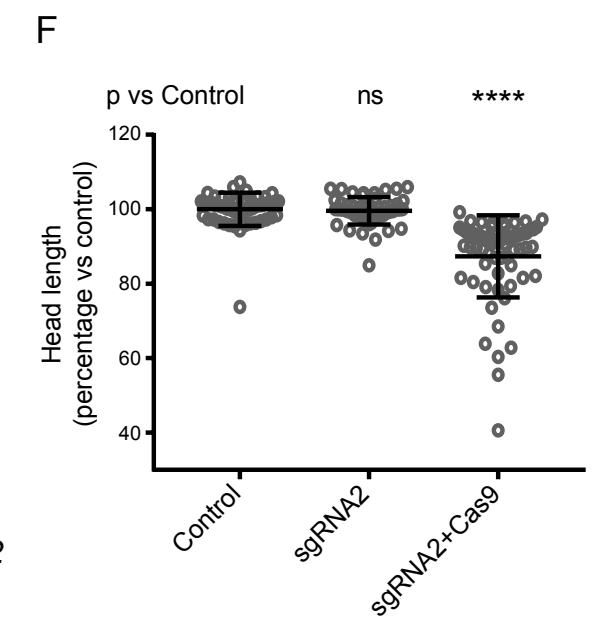 F
p vs Control ns ****
Head length
(percentage vs control)
120
100
80
60
40
Control
sgRNA2
sgRNA2+Cas9